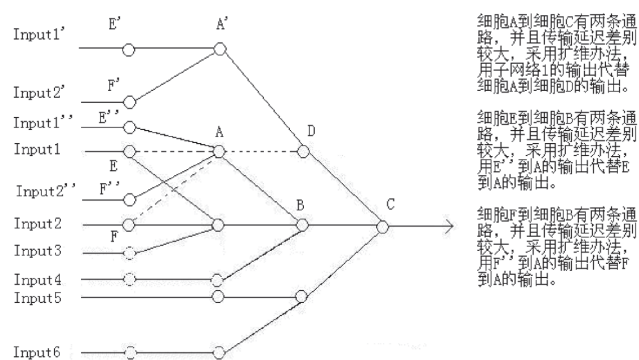 Input1'
E'
A'
Input2'
F'
Input1''
E''
Input1
E
A
D
Input2''
F''
Input2
F
B
C
Input3
Input4
Input5
Input6
细胞A到细胞C有两条通
路，并且传输延迟差别
较大，采用扩维办法，
用子网络1的输出代替
细胞A到细胞D的输出。
细胞E到细胞B有两条通
路，并且传输延迟差别
较大，采用扩维办法，
用E''到A的输出代替E
到A的输出。
细胞F到细胞B有两条通
路，并且传输延迟差别
较大，采用扩维办法，
用F''到A的输出代替F
到A的输出。